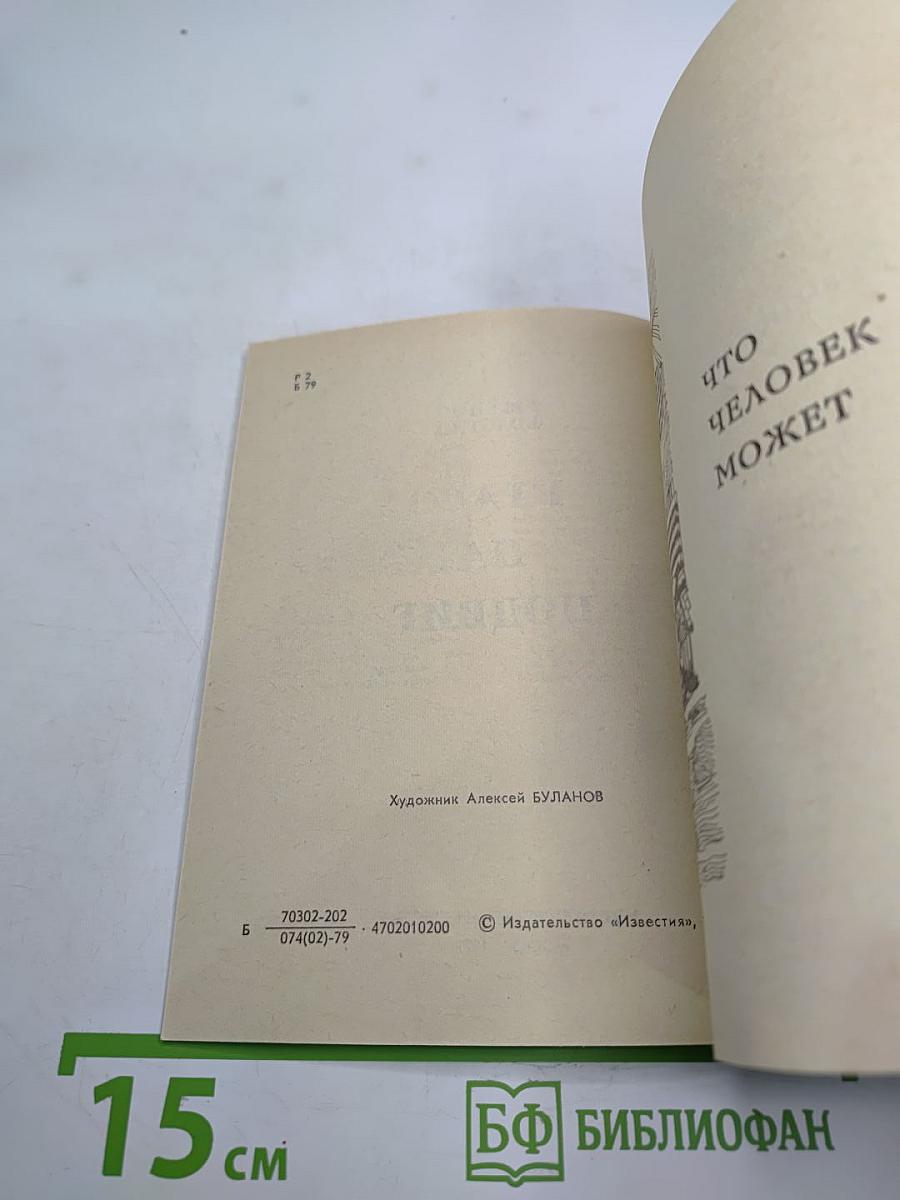 Р 2
Б 79
Художник Алексей БУЛАНОВ
Б 70302-202
074(02)-79 · 4702010200
© Издательство «Известия»,
ЧТО
ЧЕЛОВЕК
МОЖЕТ
15 см
БФ БИБЛИОФАН